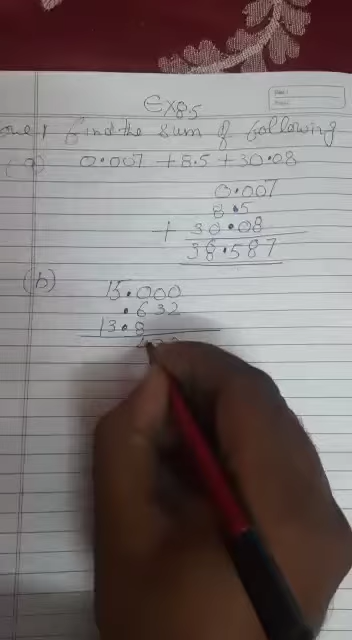 Ex 8.5
find the sum of following
(a) 0.007 + 8.5 + 30.08
0.007
8.5
+ 30.08
38.587
(b) 15.000
.632
13.8